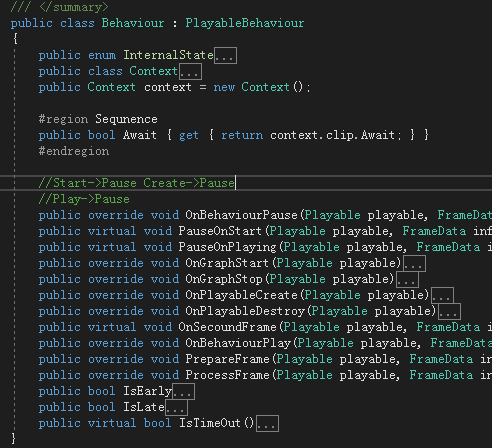 /// </summary>
public class Behaviour : PlayableBehaviour
{
public enum InternalState...
public class Context...
public Context context = new Context();
#region Sequnence
public bool Await { get { return context.clip.Await; } }
#endregion
//Start->Pause Create->Pause
//Play->Pause
public override void OnBehaviourPause(Playable playable, FrameDat
public virtual void PauseOnStart(Playable playable, FrameData inf
public virtual void PauseOnPlaying(Playable playable, FrameData i
public override void OnGraphStart(Playable playable)...
public override void OnGraphStop(Playable playable)...
public override void OnPlayableCreate(Playable playable)...
public override void OnPlayableDestroy(Playable playable)...
public virtual void OnSecoundFrame(Playable playable, FrameData i
public override void OnBehaviourPlay(Playable playable, FrameData
public override void PrepareFrame(Playable playable, FrameData in
public override void ProcessFrame(Playable playable, FrameData in
public bool IsEarly...
public bool IsLate...
public virtual bool IsTimeOut()...
}